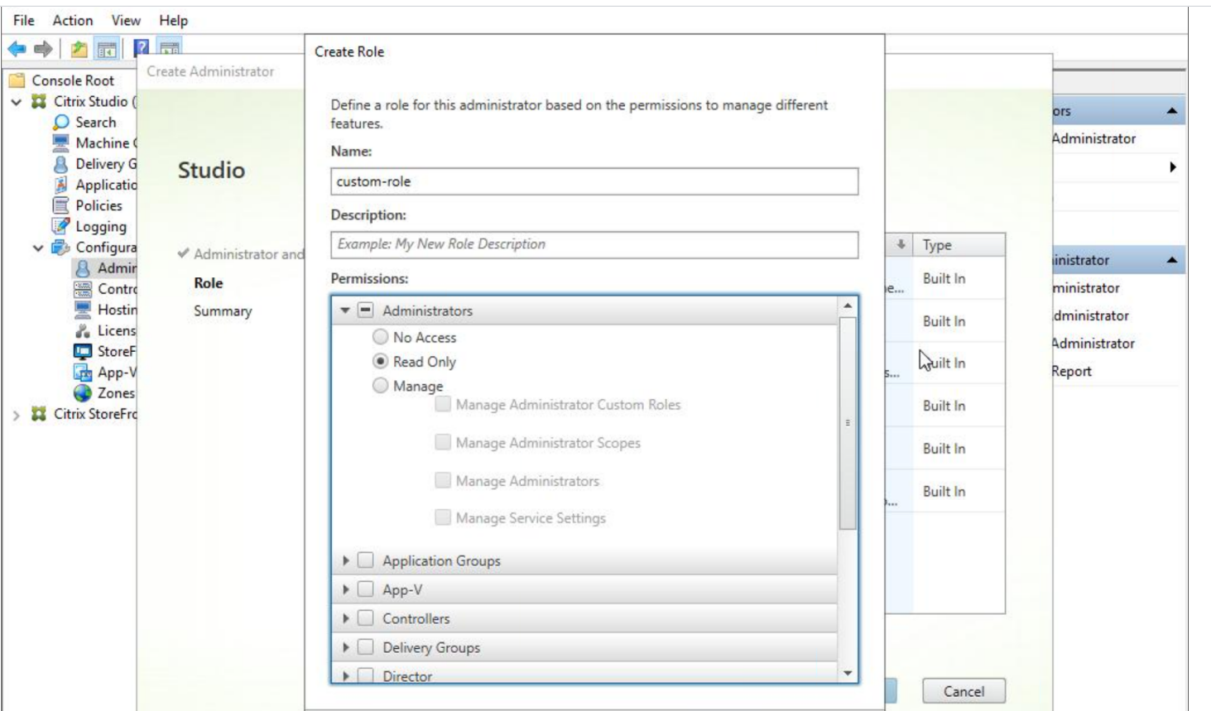 File Action View Help
Create Role
Create Administrator
Console Root
Citrix Studio (
Search
Machine
Delivery G
Applicatio
Policies
Logging
Configura
Admin
Contro
Hostin
Licens
StoreF
App-V
Zones
Citrix StoreFro
Studio
Administrator and
Role
Summary
Define a role for this administrator based on the permissions to manage different
features.
Name:
custom-role
Description:
Example: My New Role Description
Permissions:
Administrators
No Access
Read Only
Manage
Manage Administrator Custom Roles
Manage Administrator Scopes
Manage Administrators
Manage Service Settings
Application Groups
App-V
Controllers
Delivery Groups
Director
Type
Built In
Built In
Built In
Built In
Built In
Built In
Cancel
ors
Administrator
inistrator
ministrator
dministrator
Administrator
Report